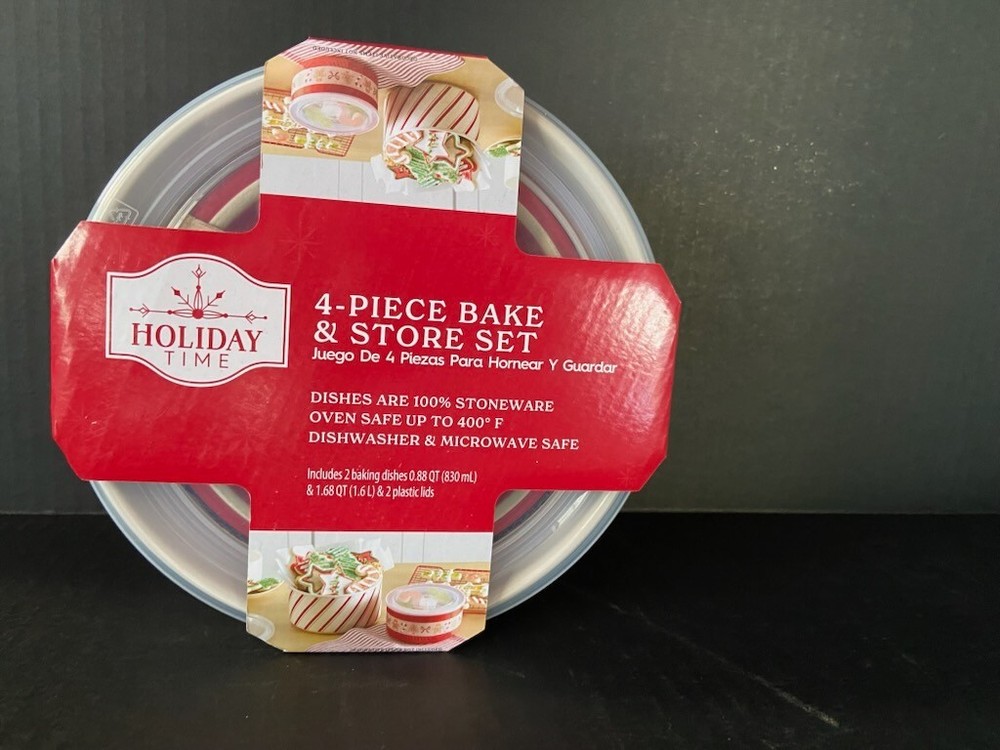 HOLIDAY
TIME
4-PIECE BAKE
& STORE SET
Juego De 4 Piezas Para Hornear Y Guardar
DISHES ARE 100% STONEWARE
OVEN SAFE UP TO 400° F
DISHWASHER & MICROWAVE SAFE
Includes 2 baking dishes 0.88 QT (830 mL)
& 1.68 QT (1.6 L) & 2 plastic lids